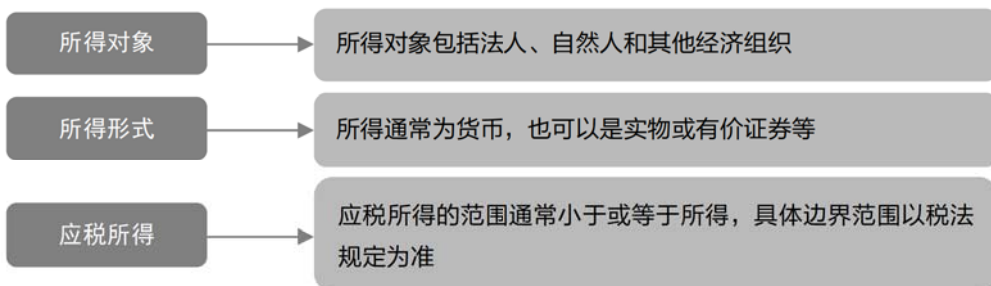 所得对象
所得对象包括法人、自然人和其他经济组织
所得形式
所得通常为货币，也可以是实物或有价证券等
应税所得
应税所得的范围通常小于或等于所得，具体边界范围以税法
规定为准